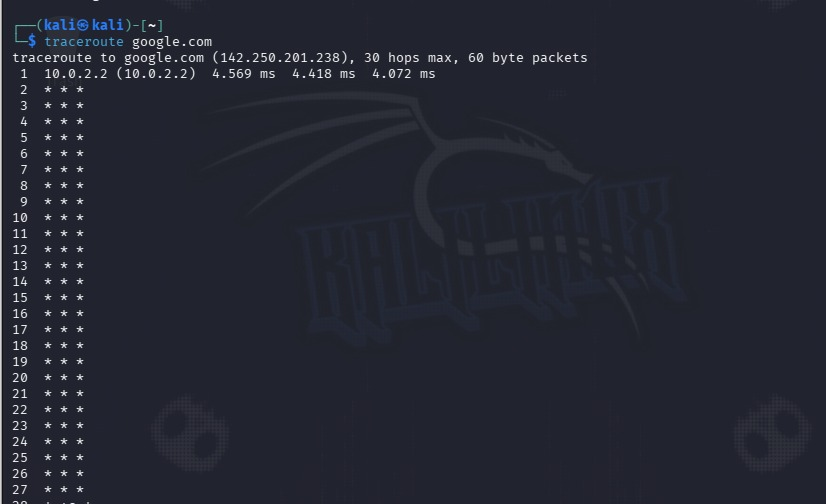 ┌──(kali㉿kali)-[~]
└─$ traceroute google.com
traceroute to google.com (142.250.201.238), 30 hops max, 60 byte packets
 1  10.0.2.2 (10.0.2.2)  4.569 ms  4.418 ms  4.072 ms
 2  * * *
 3  * * *
 4  * * *
 5  * * *
 6  * * *
 7  * * *
 8  * * *
 9  * * *
10  * * *
11  * * *
12  * * *
13  * * *
14  * * *
15  * * *
16  * * *
17  * * *
18  * * *
19  * * *
20  * * *
21  * * *
22  * * *
23  * * *
24  * * *
25  * * *
26  * * *
27  * * *
KALI LINUX